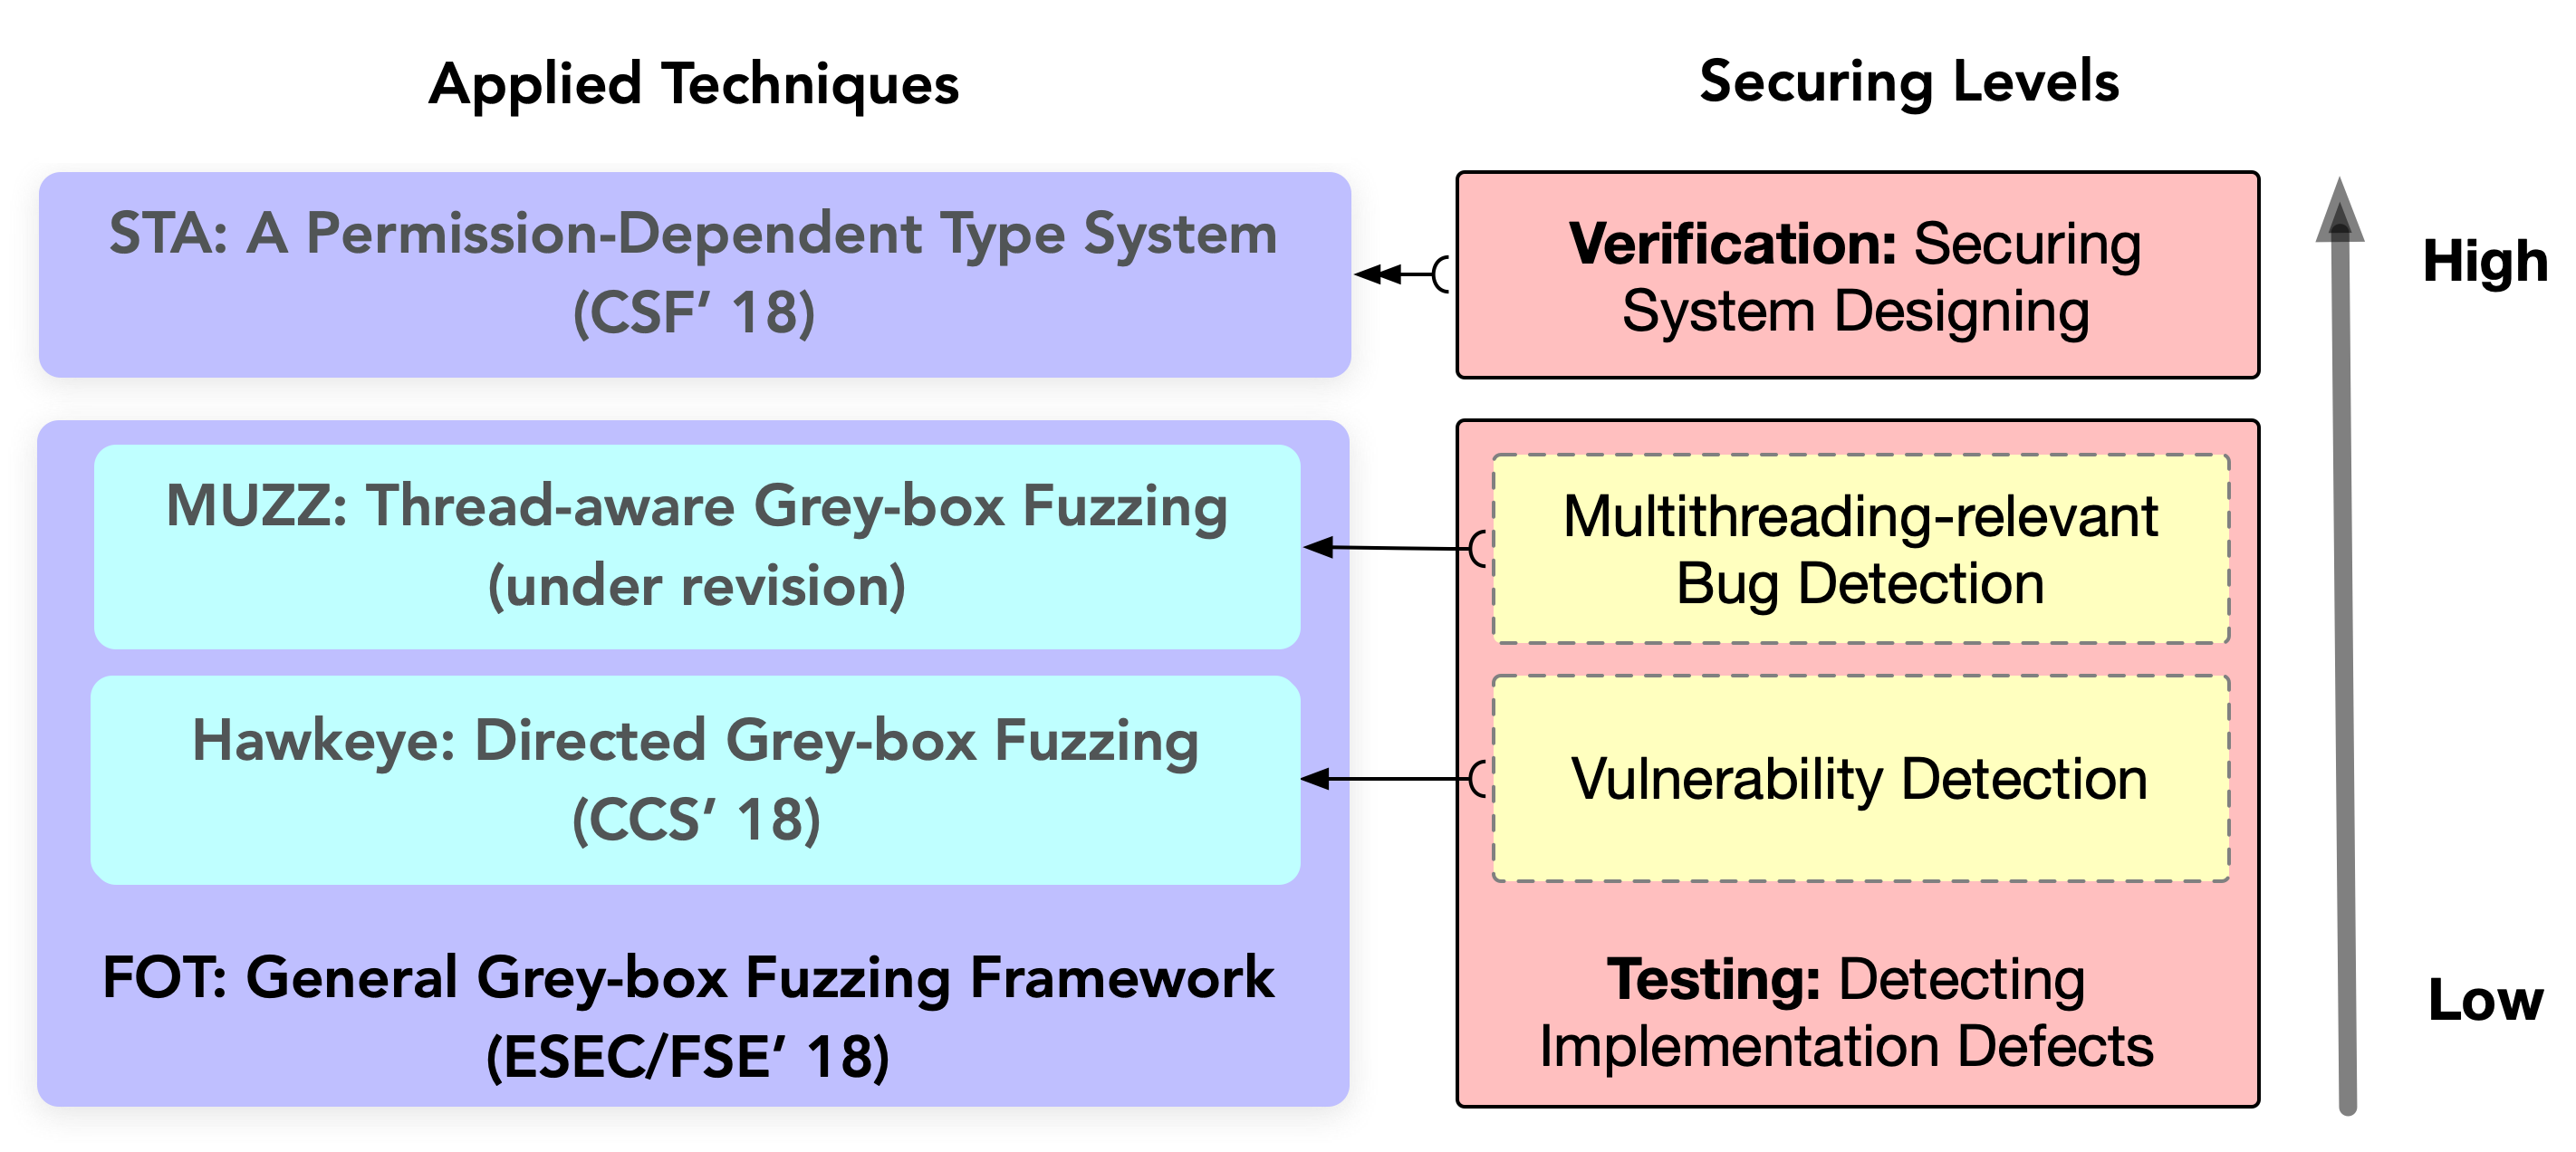 Applied Techniques
Securing Levels
STA: A Permission-Dependent Type System
(CSF’ 18)
Verification: Securing
System Designing
High
MUZZ: Thread-aware Grey-box Fuzzing
(under revision)
Multithreading-relevant
Bug Detection
Hawkeye: Directed Grey-box Fuzzing
(CCS’ 18)
Vulnerability Detection
FOT: General Grey-box Fuzzing Framework
(ESEC/FSE’ 18)
Testing: Detecting
Implementation Defects
Low